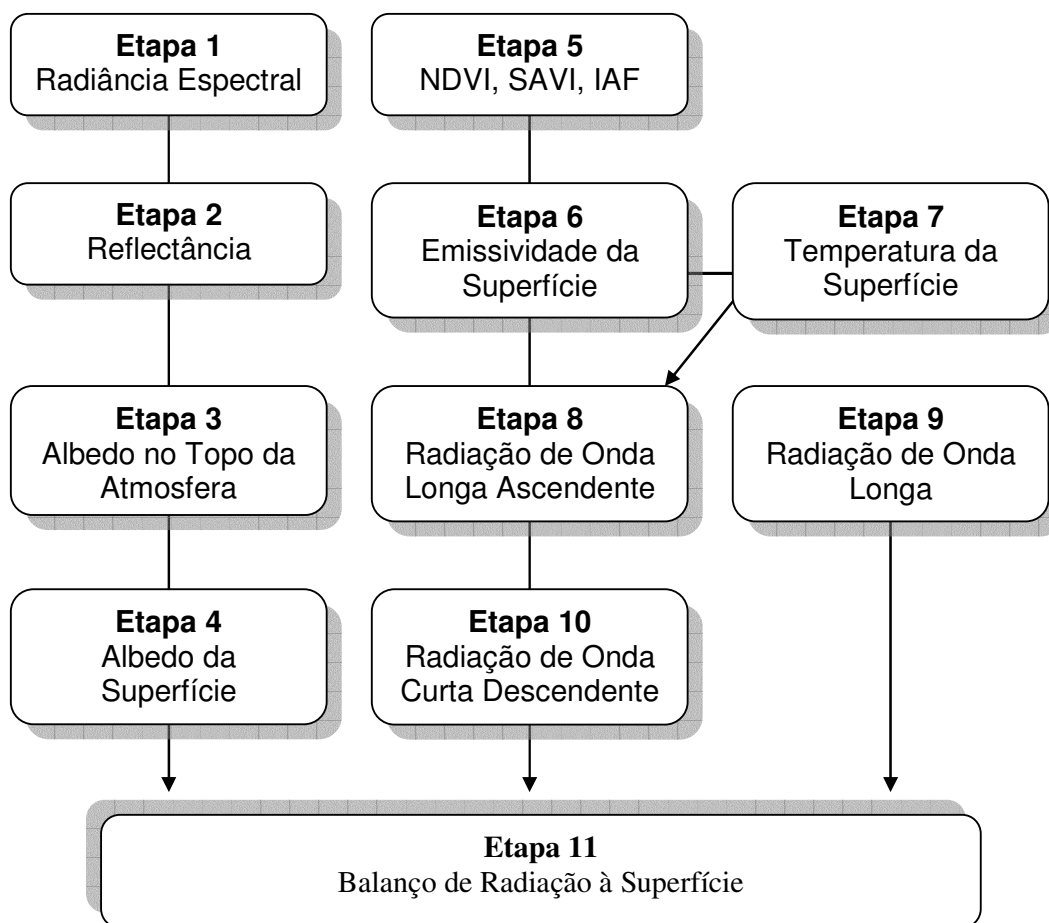 Etapa 1
Radiância Espectral
Etapa 5
NDVI, SAVI, IAF
Etapa 2
Reflectância
Etapa 6
Emissividade da
Superfície
Etapa 7
Temperatura da
Superfície
Etapa 3
Albedo no Topo da
Atmosfera
Etapa 8
Radiação de Onda
Longa Ascendente
Etapa 9
Radiação de Onda
Longa
Etapa 4
Albedo da
Superfície
Etapa 10
Radiação de Onda
Curta Descendente
Etapa 11
Balanço de Radiação à Superfície